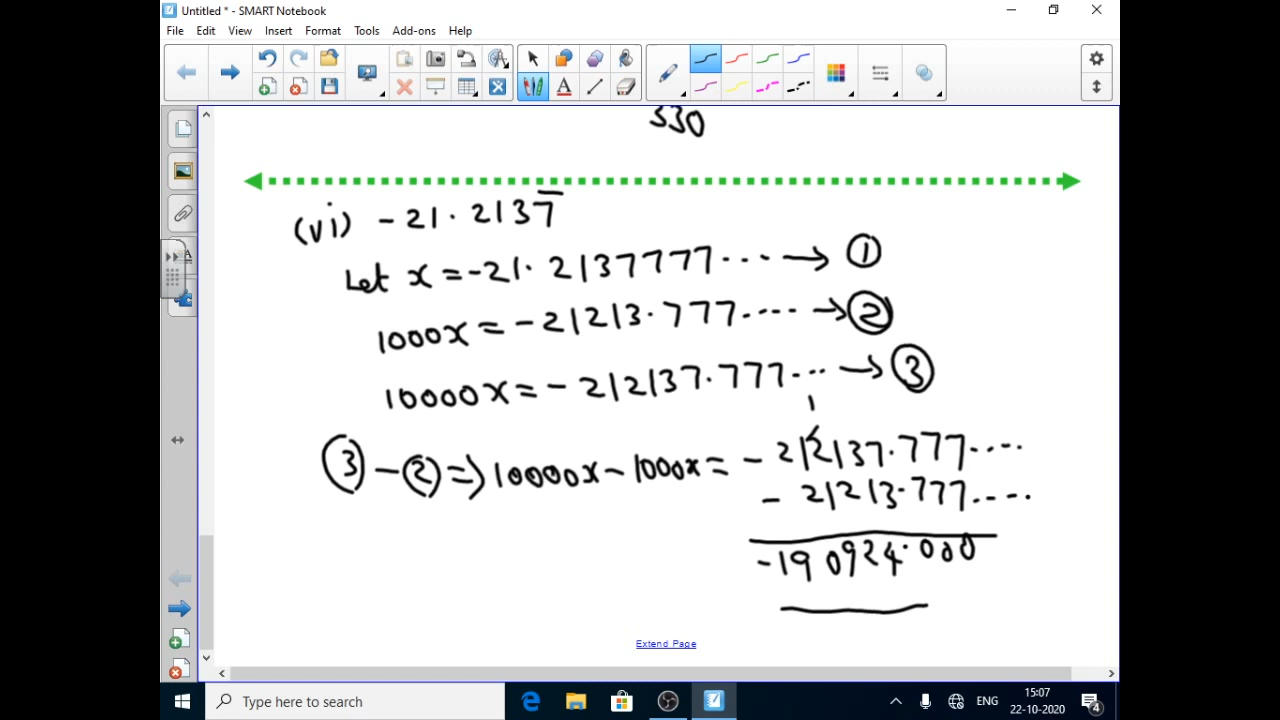 Untitled * - SMART Notebook
File Edit View Insert Format Tools Add-ons Help
330
(vi) -21.2137̅
Let x = -21.2137777... → ①
1000x = -21213.777.... → ②
10000x = -212137.777... → ③
1
③ - ② ⇒ 10000x - 1000x = -212137.777....
- 21213.777....
-190924.000
Extend Page
Type here to search
ENG
15:07
22-10-2020
4